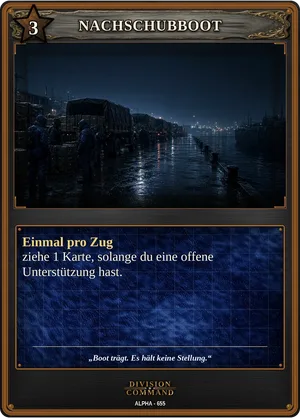 3
NACHSCHUBBOOT
Einmal pro Zug
ziehe 1 Karte, solange du eine offene
Unterstützung hast.
„Boot trägt. Es hält keine Stellung.“
DIVISION
COMMAND
ALPHA - 655